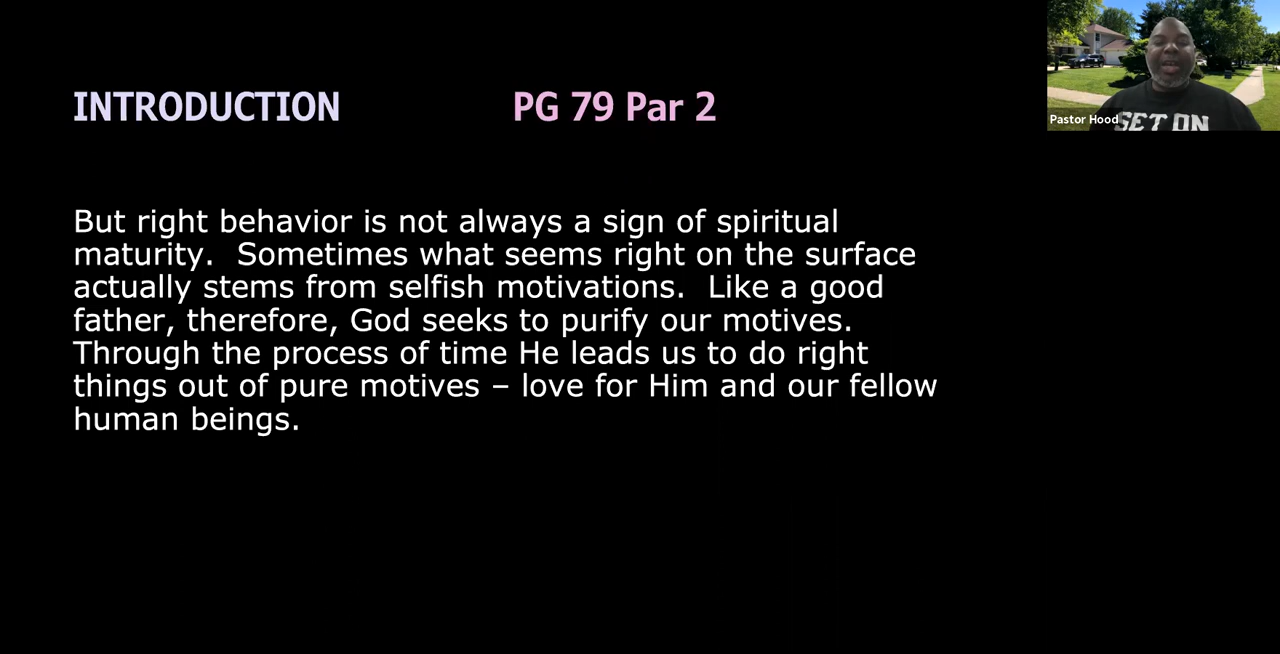 INTRODUCTION PG 79 Par 2
Pastor Hood
SET ON
But right behavior is not always a sign of spiritual
maturity.  Sometimes what seems right on the surface
actually stems from selfish motivations.  Like a good
father, therefore, God seeks to purify our motives.
Through the process of time He leads us to do right
things out of pure motives – love for Him and our fellow
human beings.